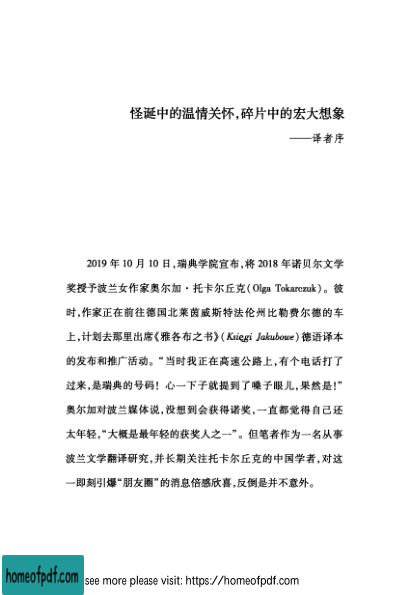 怪诞中的温情关怀，碎片中的宏大想象
——译者序
2019 年 10 月 10 日，瑞典学院宣布，将 2018 年诺贝尔文学
奖授予波兰女作家奥尔加·托卡尔丘克（Olga Tokarczuk）。彼
时，作家正在前往德国北莱茵威斯特法伦州比勒费尔德的车
上，计划去那里出席《雅各布之书》（Księgi Jakubowe）德语译本
的发布和推广活动。“当时我正在高速公路上，有个电话打了
过来，是瑞典的号码！心一下子就提到了嗓子眼儿，果然是！”
奥尔加对波兰媒体说，没想到会获得诺奖，一直都觉得自己还
太年轻，“大概是最年轻的获奖人之一”。但笔者作为一名从事
波兰文学翻译研究，并长期关注托卡尔丘克的中国学者，对这
一即刻引爆“朋友圈”的消息倍感欣喜，反倒是并不意外。
homeofpdf.com
see more please visit: https://homeofpdf.com